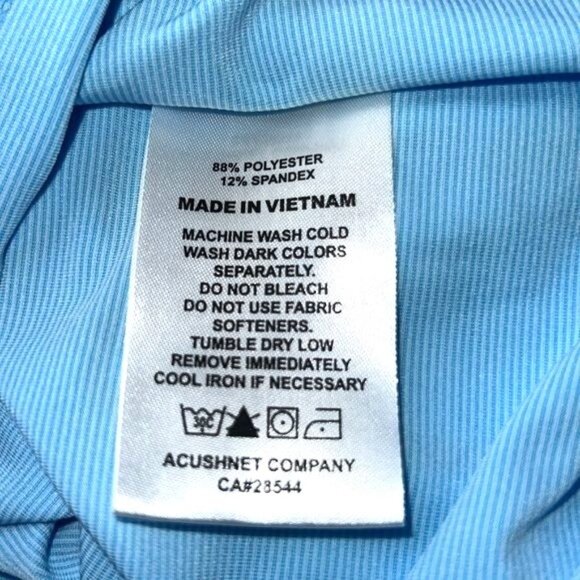 88% POLYESTER
12% SPANDEX
MADE IN VIETNAM
MACHINE WASH COLD
WASH DARK COLORS
SEPARATELY.
DO NOT BLEACH
DO NOT USE FABRIC
SOFTENERS.
TUMBLE DRY LOW
REMOVE IMMEDIATELY
COOL IRON IF NECESSARY
30C
ACUSHNET COMPANY
CA#28544